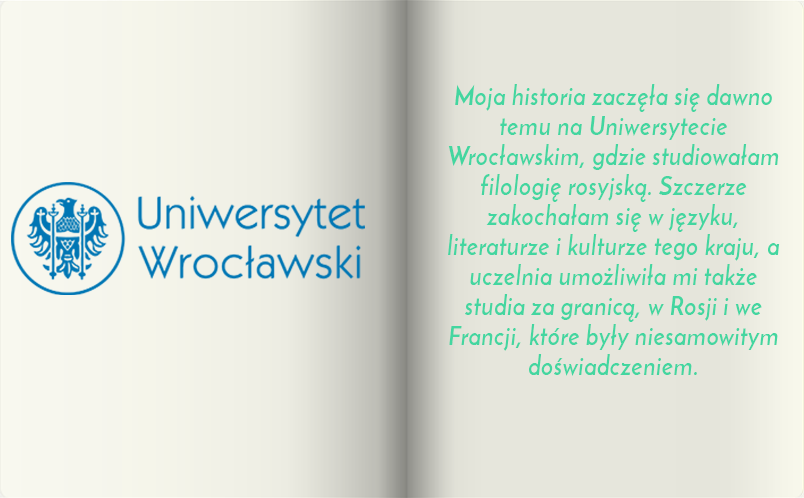 Uniwersytet
Wrocławski
Moja historia zaczęła się dawno
temu na Uniwersytecie
Wrocławskim, gdzie studiowałam
filologię rosyjską. Szczerze
zakochałam się w języku,
literaturze i kulturze tego kraju, a
uczelnia umożliwiła mi także
studia za granicą, w Rosji i we
Francji, które były niesamowitym
doświadczeniem.